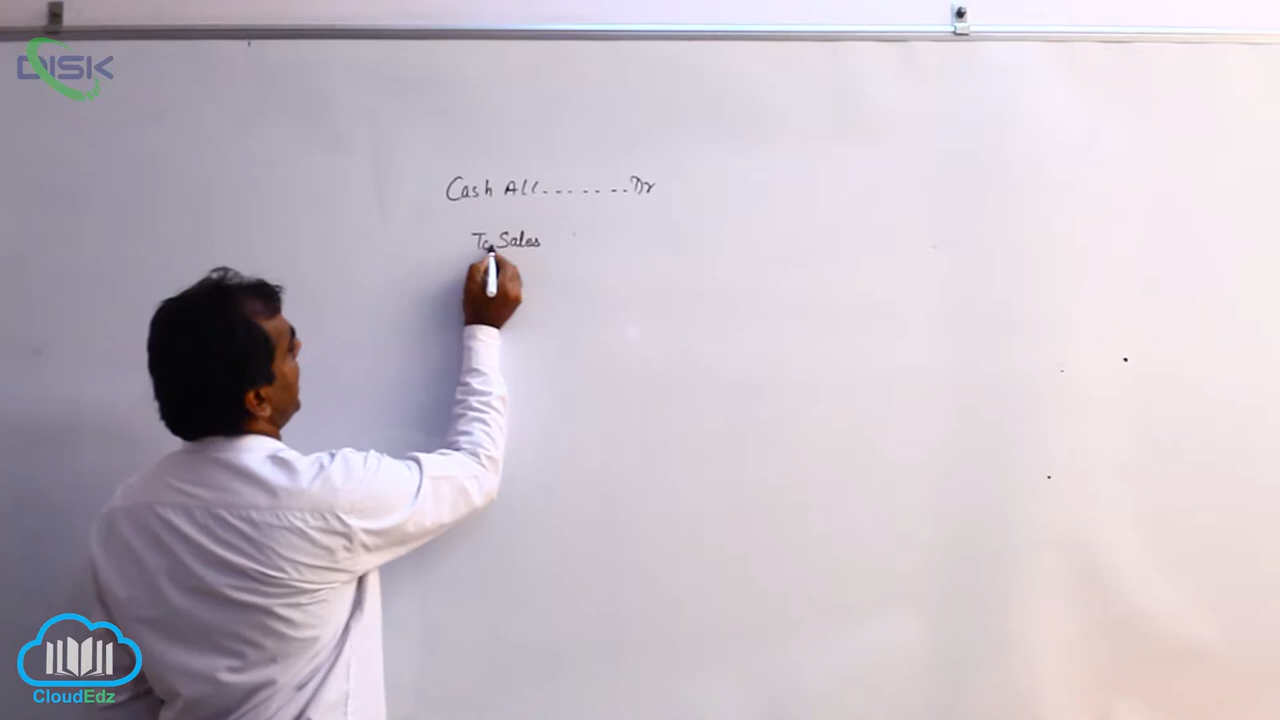 DISK
Cash A/c.......Dr
To Sales
CloudEdz